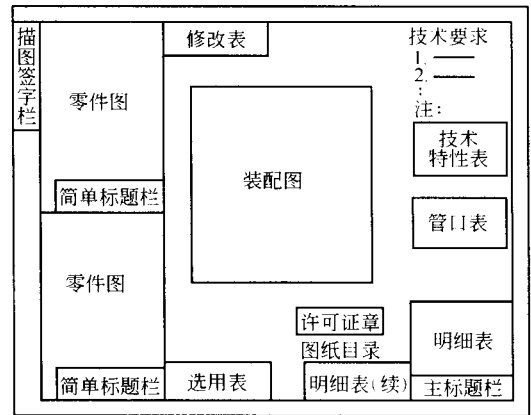 描图签字栏
修改表
技术要求
1.
2.
:
注:
零件图
技术
特性表
装配图
简单标题栏
管口表
零件图
许可证章
图纸目录
明细表
简单标题栏
选用表
明细表(续)
主标题栏